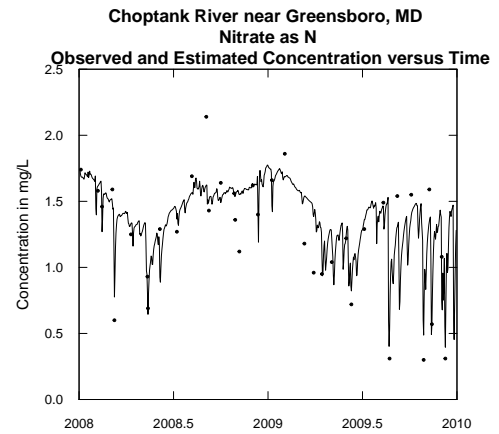 Choptank River near Greensboro, MD
Nitrate as N
Observed and Estimated Concentration versus Time
Concentration in mg/L
2.5
2.0
1.5
1.0
0.5
0.0
2008
2008.5
2009
2009.5
2010